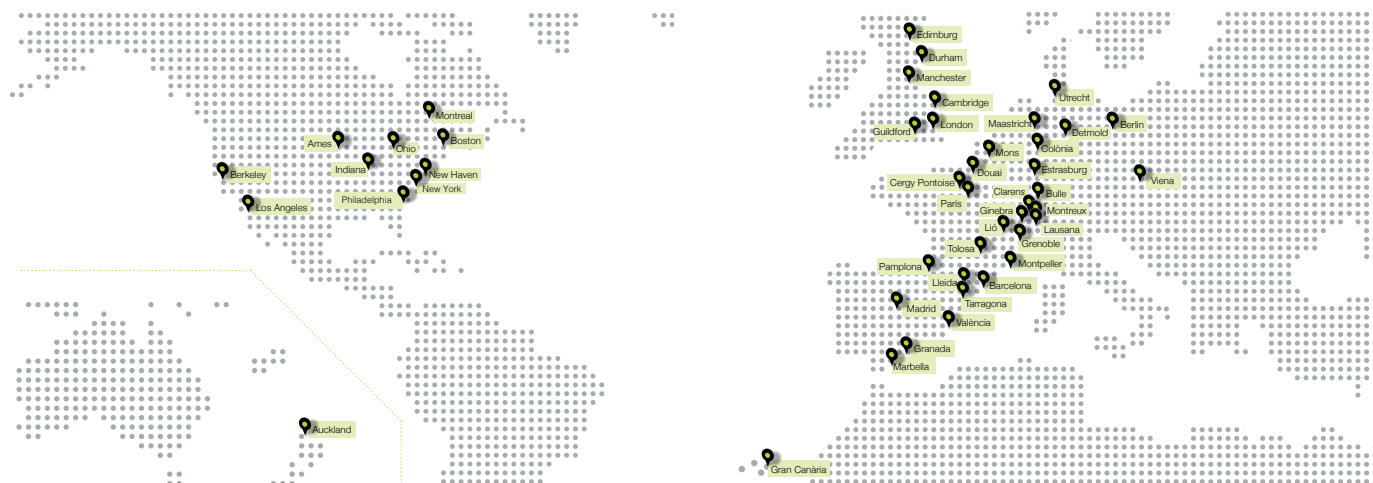 Montreal
Boston
Ames
Ohio
Indiana
Berkeley
New Haven
New York
Philadelphia
Los Angeles
Auckland
Edimburg
Durham
Manchester
Utrecht
Cambridge
London
Guildford
Maastricht
Detmold
Berlin
Mons
Colònia
Douai
Estrasburg
Cergy Pontoise
Viena
París
Clarens
Bulle
Ginebra
Montreux
Lió
Lausana
Grenoble
Tolosa
Pamplona
Montpeller
Lleida
Barcelona
Tarragona
Madrid
València
Granada
Marbella
Gran Canària